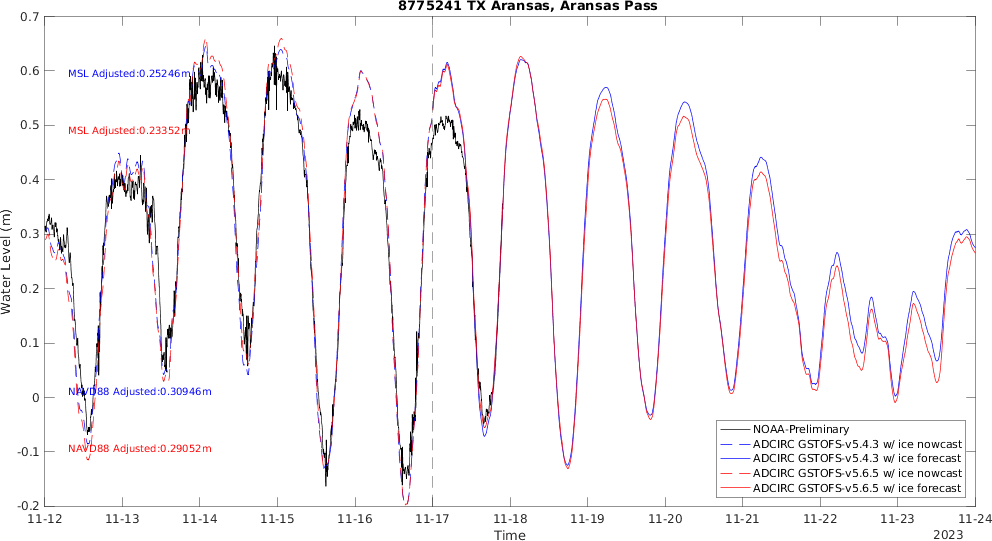 8775241 TX Aransas, Aransas Pass
0.7
0.6
0.5
0.4
0.3
0.2
0.1
0
-0.1
-0.2
Water Level (m)
MSL Adjusted:0.25246m
MSL Adjusted:0.23352m
NAVD88 Adjusted:0.30946m
NAVD88 Adjusted:0.29052m
NOAA-Preliminary
ADCIRC GSTOFS-v5.4.3 w/ ice nowcast
ADCIRC GSTOFS-v5.4.3 w/ ice forecast
ADCIRC GSTOFS-v5.6.5 w/ ice nowcast
ADCIRC GSTOFS-v5.6.5 w/ ice forecast
11-12 11-13 11-14 11-15 11-16 11-17 11-18 11-19 11-20 11-21 11-22 11-23 11-24
Time
2023